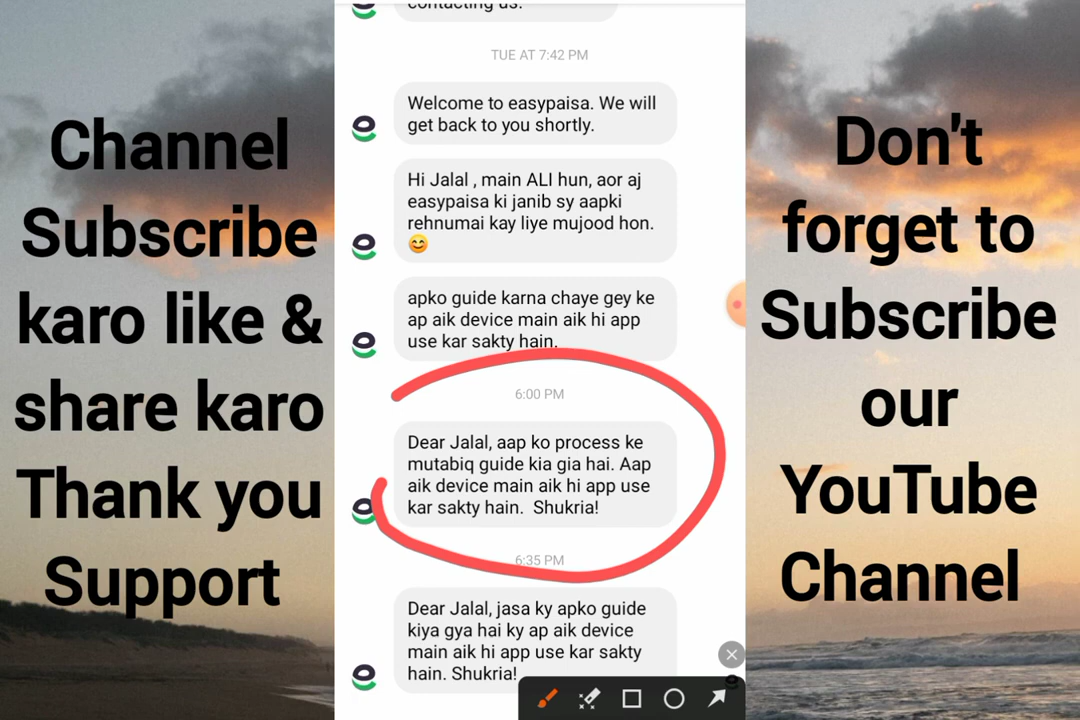 Channel
Subscribe
karo like &
share karo
Thank you
Support
contacting us.
TUE AT 7:42 PM
Welcome to easypaisa. We will
get back to you shortly.
Hi Jalal , main ALI hun, aor aj
easypaisa ki janib sy aapki
rehnumai kay liye mujood hon.
😊
apko guide karna chaye gey ke
ap aik device main aik hi app
use kar sakty hain.
6:00 PM
Dear Jalal, aap ko process ke
mutabiq guide kia gia hai. Aap
aik device main aik hi app use
kar sakty hain. Shukria!
6:35 PM
Dear Jalal, jasa ky apko guide
kiya gya hai ky ap aik device
main aik hi app use kar sakty
hain. Shukria!
Don't
forget to
Subscribe
our
YouTube
Channel